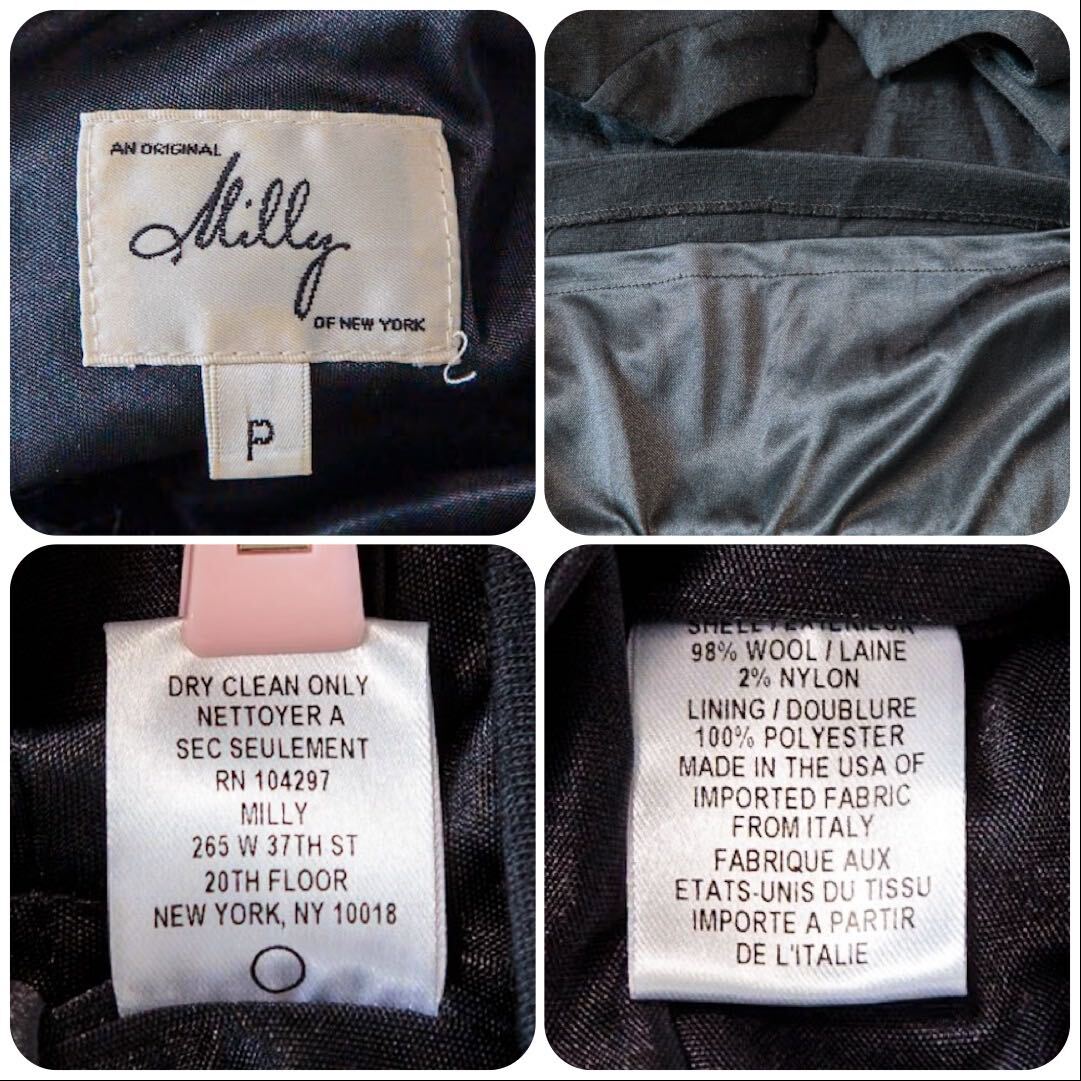 AN ORIGINAL
Milly
OF NEW YORK
P
DRY CLEAN ONLY
NETTOYER A
SEC SEULEMENT
RN 104297
MILLY
265 W 37TH ST
20TH FLOOR
NEW YORK, NY 10018
SHELL / EXTERIEUR
98% WOOL / LAINE
2% NYLON
LINING / DOUBLURE
100% POLYESTER
MADE IN THE USA OF
IMPORTED FABRIC
FROM ITALY
FABRIQUE AUX
ETATS-UNIS DU TISSU
IMPORTE A PARTIR
DE L'ITALIE